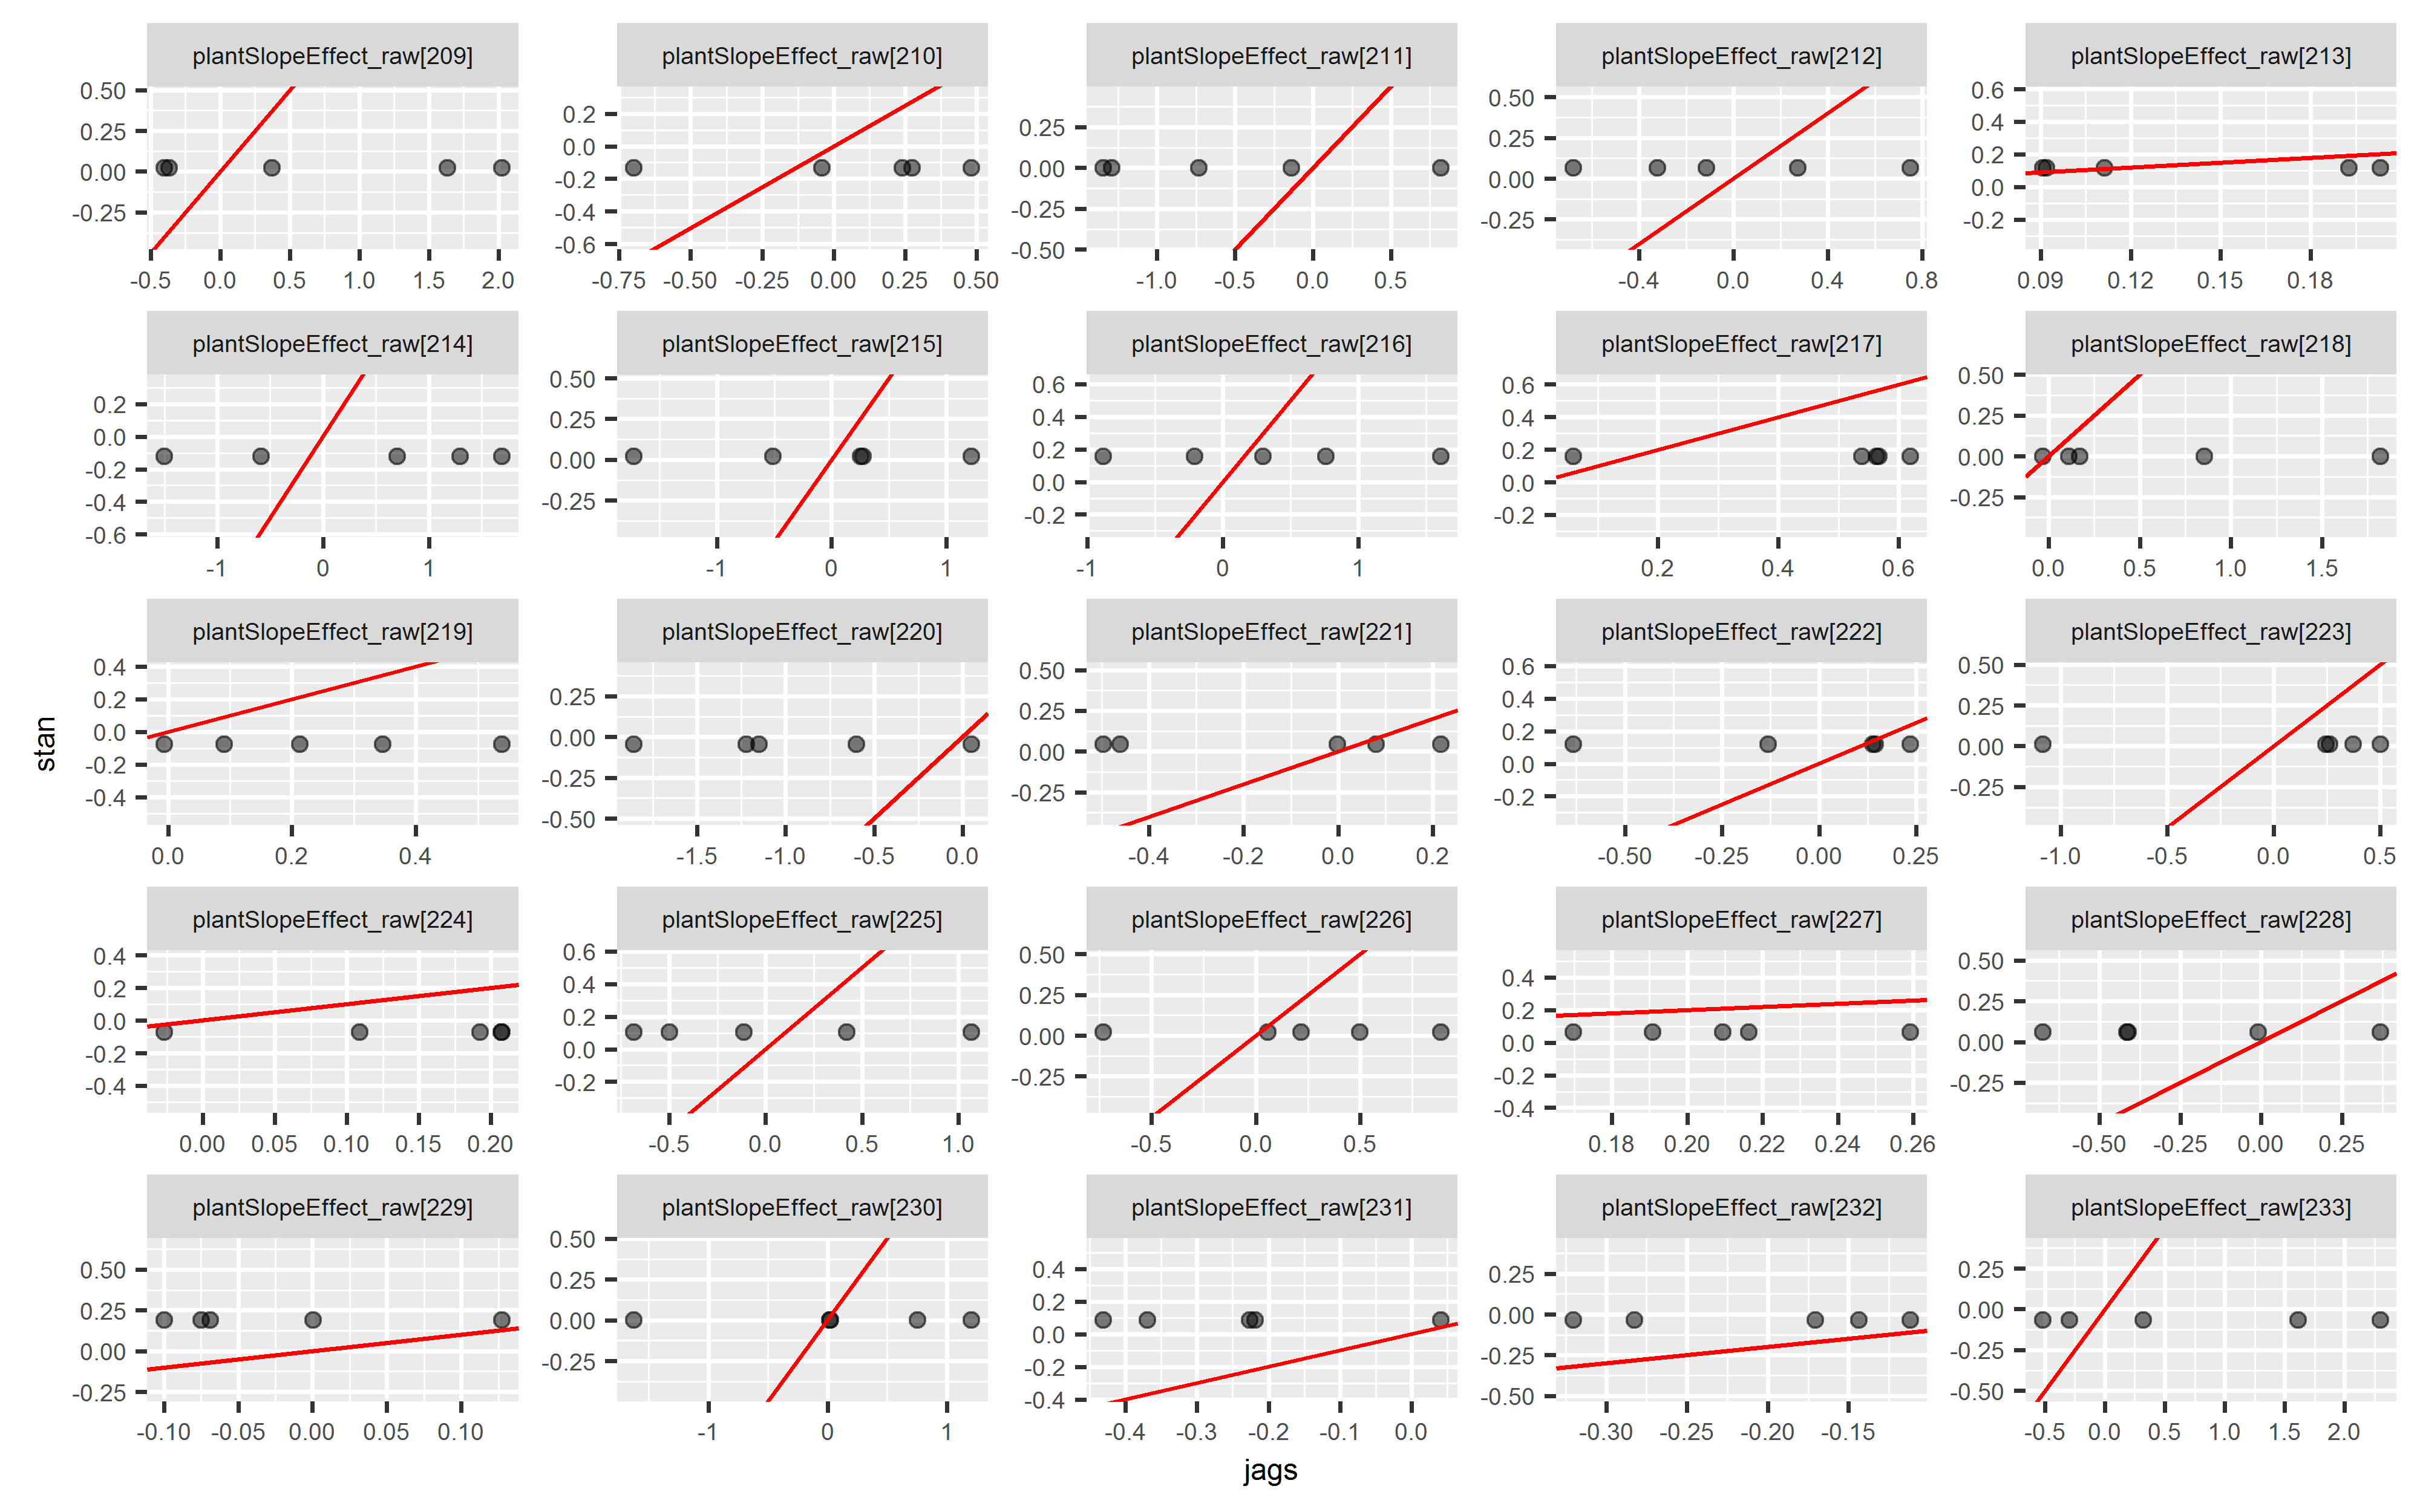 plantSlopeEffect_raw[209] plantSlopeEffect_raw[210] plantSlopeEffect_raw[211] plantSlopeEffect_raw[212] plantSlopeEffect_raw[213]
0.50 0.25 0.00 -0.25
0.2 0.0 -0.2 -0.4 -0.6
0.25 0.00 -0.25 -0.50
0.50 0.25 0.00 -0.25
0.6 0.4 0.2 0.0 -0.2
-0.5 0.0 0.5 1.0 1.5 2.0
-0.75 -0.50 -0.25 0.00 0.25 0.50
-1.0 -0.5 0.0 0.5
-0.4 0.0 0.4 0.8
0.09 0.12 0.15 0.18
plantSlopeEffect_raw[214] plantSlopeEffect_raw[215] plantSlopeEffect_raw[216] plantSlopeEffect_raw[217] plantSlopeEffect_raw[218]
0.2 0.0 -0.2 -0.4 -0.6
0.50 0.25 0.00 -0.25
0.6 0.4 0.2 0.0 -0.2
0.6 0.4 0.2 0.0 -0.2
0.50 0.25 0.00 -0.25
-1 0 1
-1 0 1
-1 0 1
0.2 0.4 0.6
0.0 0.5 1.0 1.5
plantSlopeEffect_raw[219] plantSlopeEffect_raw[220] plantSlopeEffect_raw[221] plantSlopeEffect_raw[222] plantSlopeEffect_raw[223]
0.4 0.2 0.0 -0.2 -0.4
0.25 0.00 -0.25 -0.50
0.50 0.25 0.00 -0.25
0.6 0.4 0.2 0.0 -0.2
0.50 0.25 0.00 -0.25
0.0 0.2 0.4
-1.5 -1.0 -0.5 0.0
-0.4 -0.2 0.0 0.2
-0.50 -0.25 0.00 0.25
-1.0 -0.5 0.0 0.5
stan
plantSlopeEffect_raw[224] plantSlopeEffect_raw[225] plantSlopeEffect_raw[226] plantSlopeEffect_raw[227] plantSlopeEffect_raw[228]
0.4 0.2 0.0 -0.2 -0.4
0.6 0.4 0.2 0.0 -0.2
0.50 0.25 0.00 -0.25
0.4 0.2 0.0 -0.2 -0.4
0.50 0.25 0.00 -0.25
0.00 0.05 0.10 0.15 0.20
-0.5 0.0 0.5 1.0
-0.5 0.0 0.5
0.18 0.20 0.22 0.24 0.26
-0.50 -0.25 0.00 0.25
plantSlopeEffect_raw[229] plantSlopeEffect_raw[230] plantSlopeEffect_raw[231] plantSlopeEffect_raw[232] plantSlopeEffect_raw[233]
0.50 0.25 0.00 -0.25
0.50 0.25 0.00 -0.25
0.4 0.2 0.0 -0.2 -0.4
0.25 0.00 -0.25 -0.50
0.25 0.00 -0.25 -0.50
-0.10 -0.05 0.00 0.05 0.10
-1 0 1
-0.4 -0.3 -0.2 -0.1 0.0
-0.30 -0.25 -0.20 -0.15
-0.5 0.0 0.5 1.0 1.5 2.0
jags